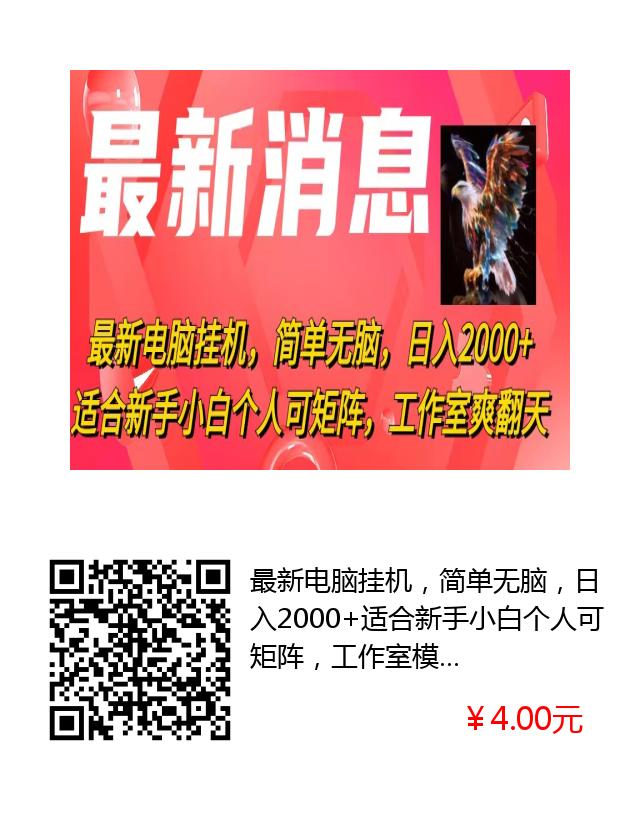 最新消息
最新电脑挂机，简单无脑，日入2000+
适合新手小白个人可矩阵，工作室爽翻天
最新电脑挂机，简单无脑，日
入2000+适合新手小白个人可
矩阵，工作室模...
￥4.00元